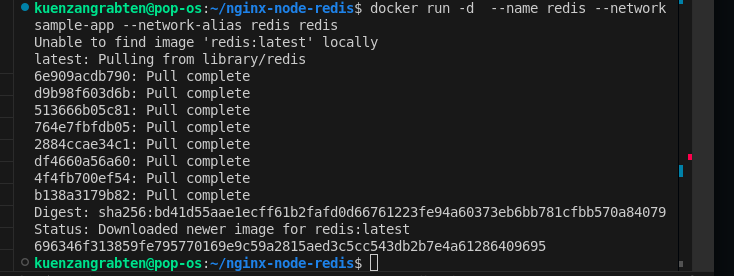 kuenzangrabten@pop-os:~/nginx-node-redis$ docker run -d  --name redis --network
sample-app --network-alias redis redis
Unable to find image 'redis:latest' locally
latest: Pulling from library/redis
6e909acdb790: Pull complete
d9b98f603d6b: Pull complete
513666b05c81: Pull complete
764e7fbfdb05: Pull complete
2884ccae34c1: Pull complete
df4660a56a60: Pull complete
4f4fb700ef54: Pull complete
b138a3179b82: Pull complete
Digest: sha256:bd41d55aae1ecff61b2fafd0d66761223fe94a60373eb6bb781cfbb570a84079
Status: Downloaded newer image for redis:latest
696346f313859fe795770169e9c59a2815aed3c5cc543db2b7e4a61286409695
kuenzangrabten@pop-os:~/nginx-node-redis$